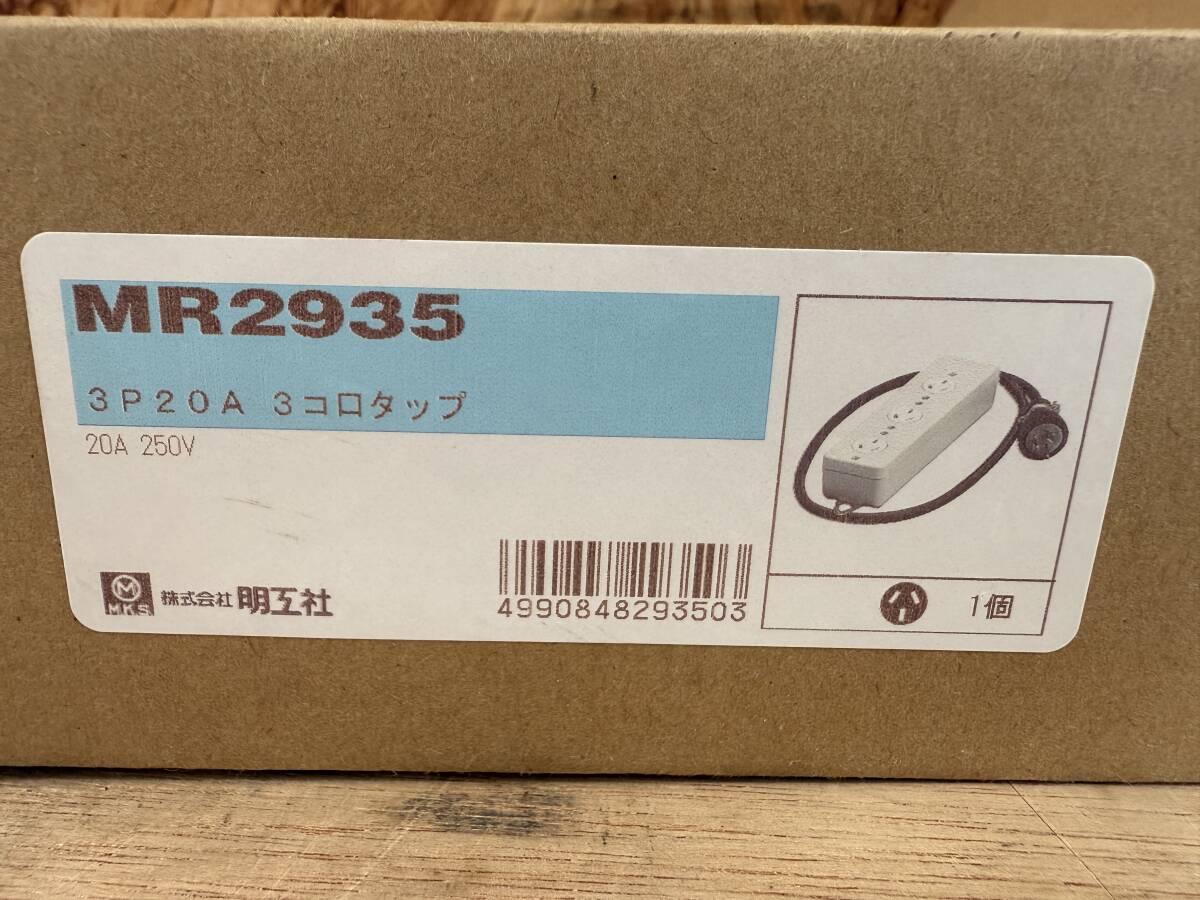 MR2935
3P20A 3コ口タップ
20A 250V
M
M.K.S.
株式会社 明工社
4990848293503
1個